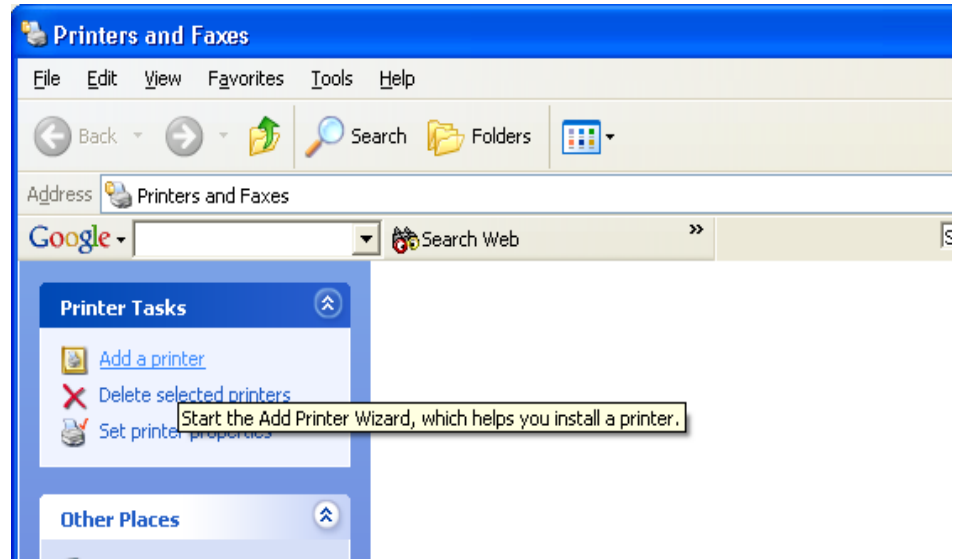 Printers and Faxes
File Edit View Favorites Tools Help
Back Search Folders
Address Printers and Faxes
Google Search Web »
Printer Tasks
Add a printer
Delete selected printers
Start the Add Printer Wizard, which helps you install a printer.
Set printer properties
Other Places